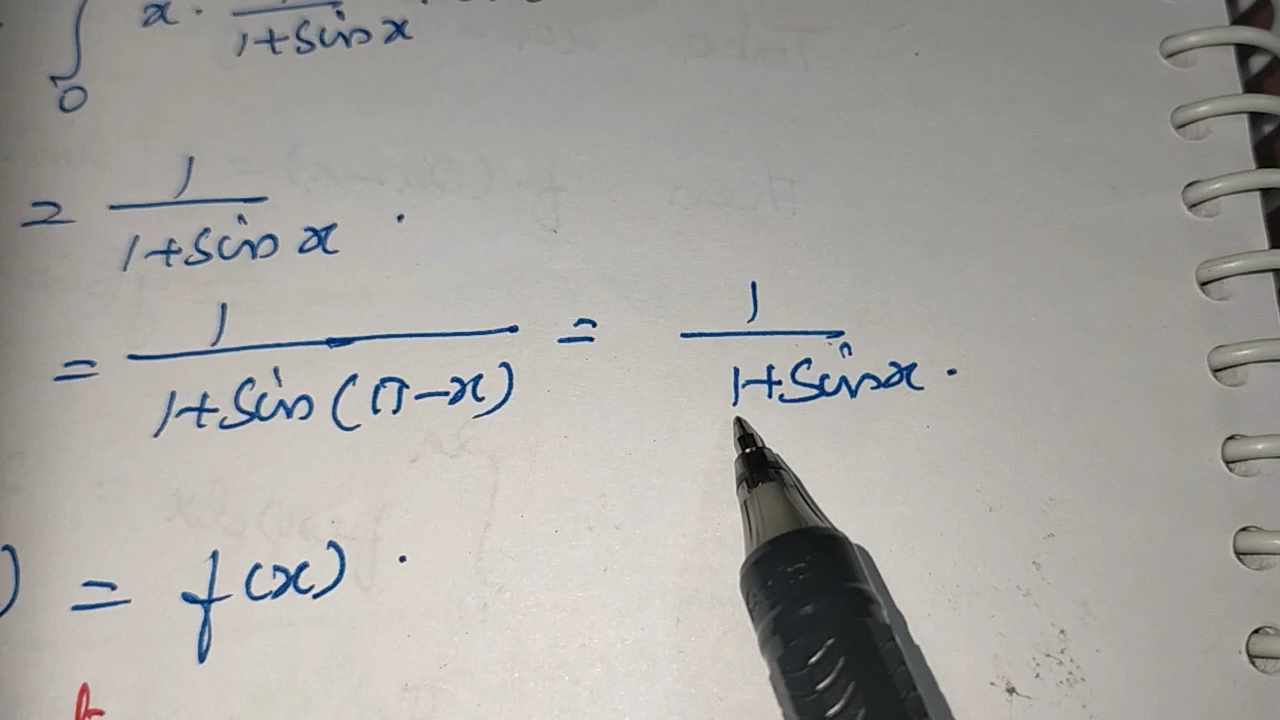 ∫₀ x · 1/(1+Sin x)
= 1/(1+Sin x) .
= 1/(1+Sin(π-x)) = 1/(1+Sin x) .
) = f(x) .